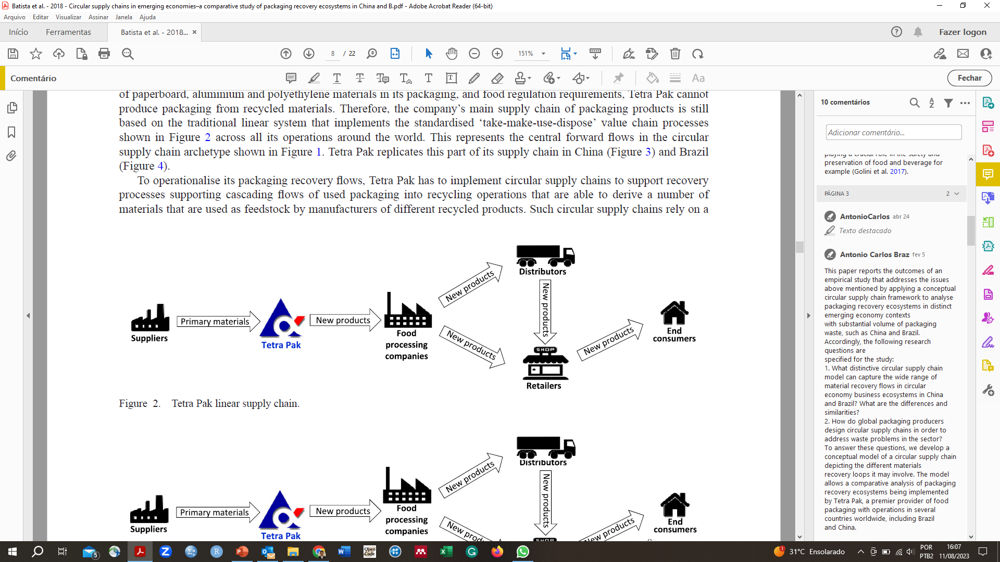 Batista et al. - 2018 - Circular supply chains in emerging economies–a comparative study of packaging recovery ecosystems in China and B.pdf - Adobe Acrobat Reader (64-bit)
Arquivo Editar Visualizar Assinar Janela Ajuda
Início Ferramentas Batista et al. - 2018... × Fazer logon
8 / 22 151%
Comentário Aa Fechar
of paperboard, aluminium and polyethylene materials in its packaging, and food regulation requirements, Tetra Pak cannot
produce packaging from recycled materials. Therefore, the company's main supply chain of packaging products is still
based on the traditional linear system that implements the standardised 'take-make-use-dispose' value chain processes
shown in Figure 2 across all its operations around the world. This represents the central forward flows in the circular
supply chain archetype shown in Figure 1. Tetra Pak replicates this part of its supply chain in China (Figure 3) and Brazil
(Figure 4).
To operationalise its packaging recovery flows, Tetra Pak has to implement circular supply chains to support recovery
processes supporting cascading flows of used packaging into recycling operations that are able to derive a number of
materials that are used as feedstock by manufacturers of different recycled products. Such circular supply chains rely on a
Suppliers
Primary materials
Tetra Pak
New products
Food
processing
companies
New products
Distributors
New products
New products
SHOP
Retailers
New products
End
consumers
Figure 2. Tetra Pak linear supply chain.
Suppliers
Primary materials
Tetra Pak
New products
Food
processing
companies
New products
Distributors
New products
New produc
SHOP
New products
End
consumers
10 comentários
Adicionar comentário...
playing a crucial role in the safety and
preservation of food and beverage for
example (Golini et al. 2017).
PÁGINA 3 2
AntonioCarlos abr 24
Texto destacado
Antonio Carlos Braz fev 5
This paper reports the outcomes of an
empirical study that addresses the issues
above mentioned by applying a conceptual
circular supply chain framework to analyse
packaging recovery ecosystems in distinct
emerging economy contexts
with substantial volume of packaging
waste, such as China and Brazil.
Accordingly, the following research
questions are
specified for the study:
1. What distinctive circular supply chain
model can capture the wide range of
material recovery flows in circular
economy business ecosystems in China
and Brazil? What are the differences and
similarities?
2. How do global packaging producers
design circular supply chains in order to
address waste problems in the sector?
To answer these questions, we develop a
conceptual model of a circular supply chain
depicting the different materials
recovery loops it may involve. The model
allows a comparative analysis of packaging
recovery ecosystems being implemented
by Tetra Pak, a premier provider of food
packaging with operations in several
countries worldwide, including Brazil
and China.
5 Open Code 31°C Ensolarado POR 16:07
PTB2 11/08/2023